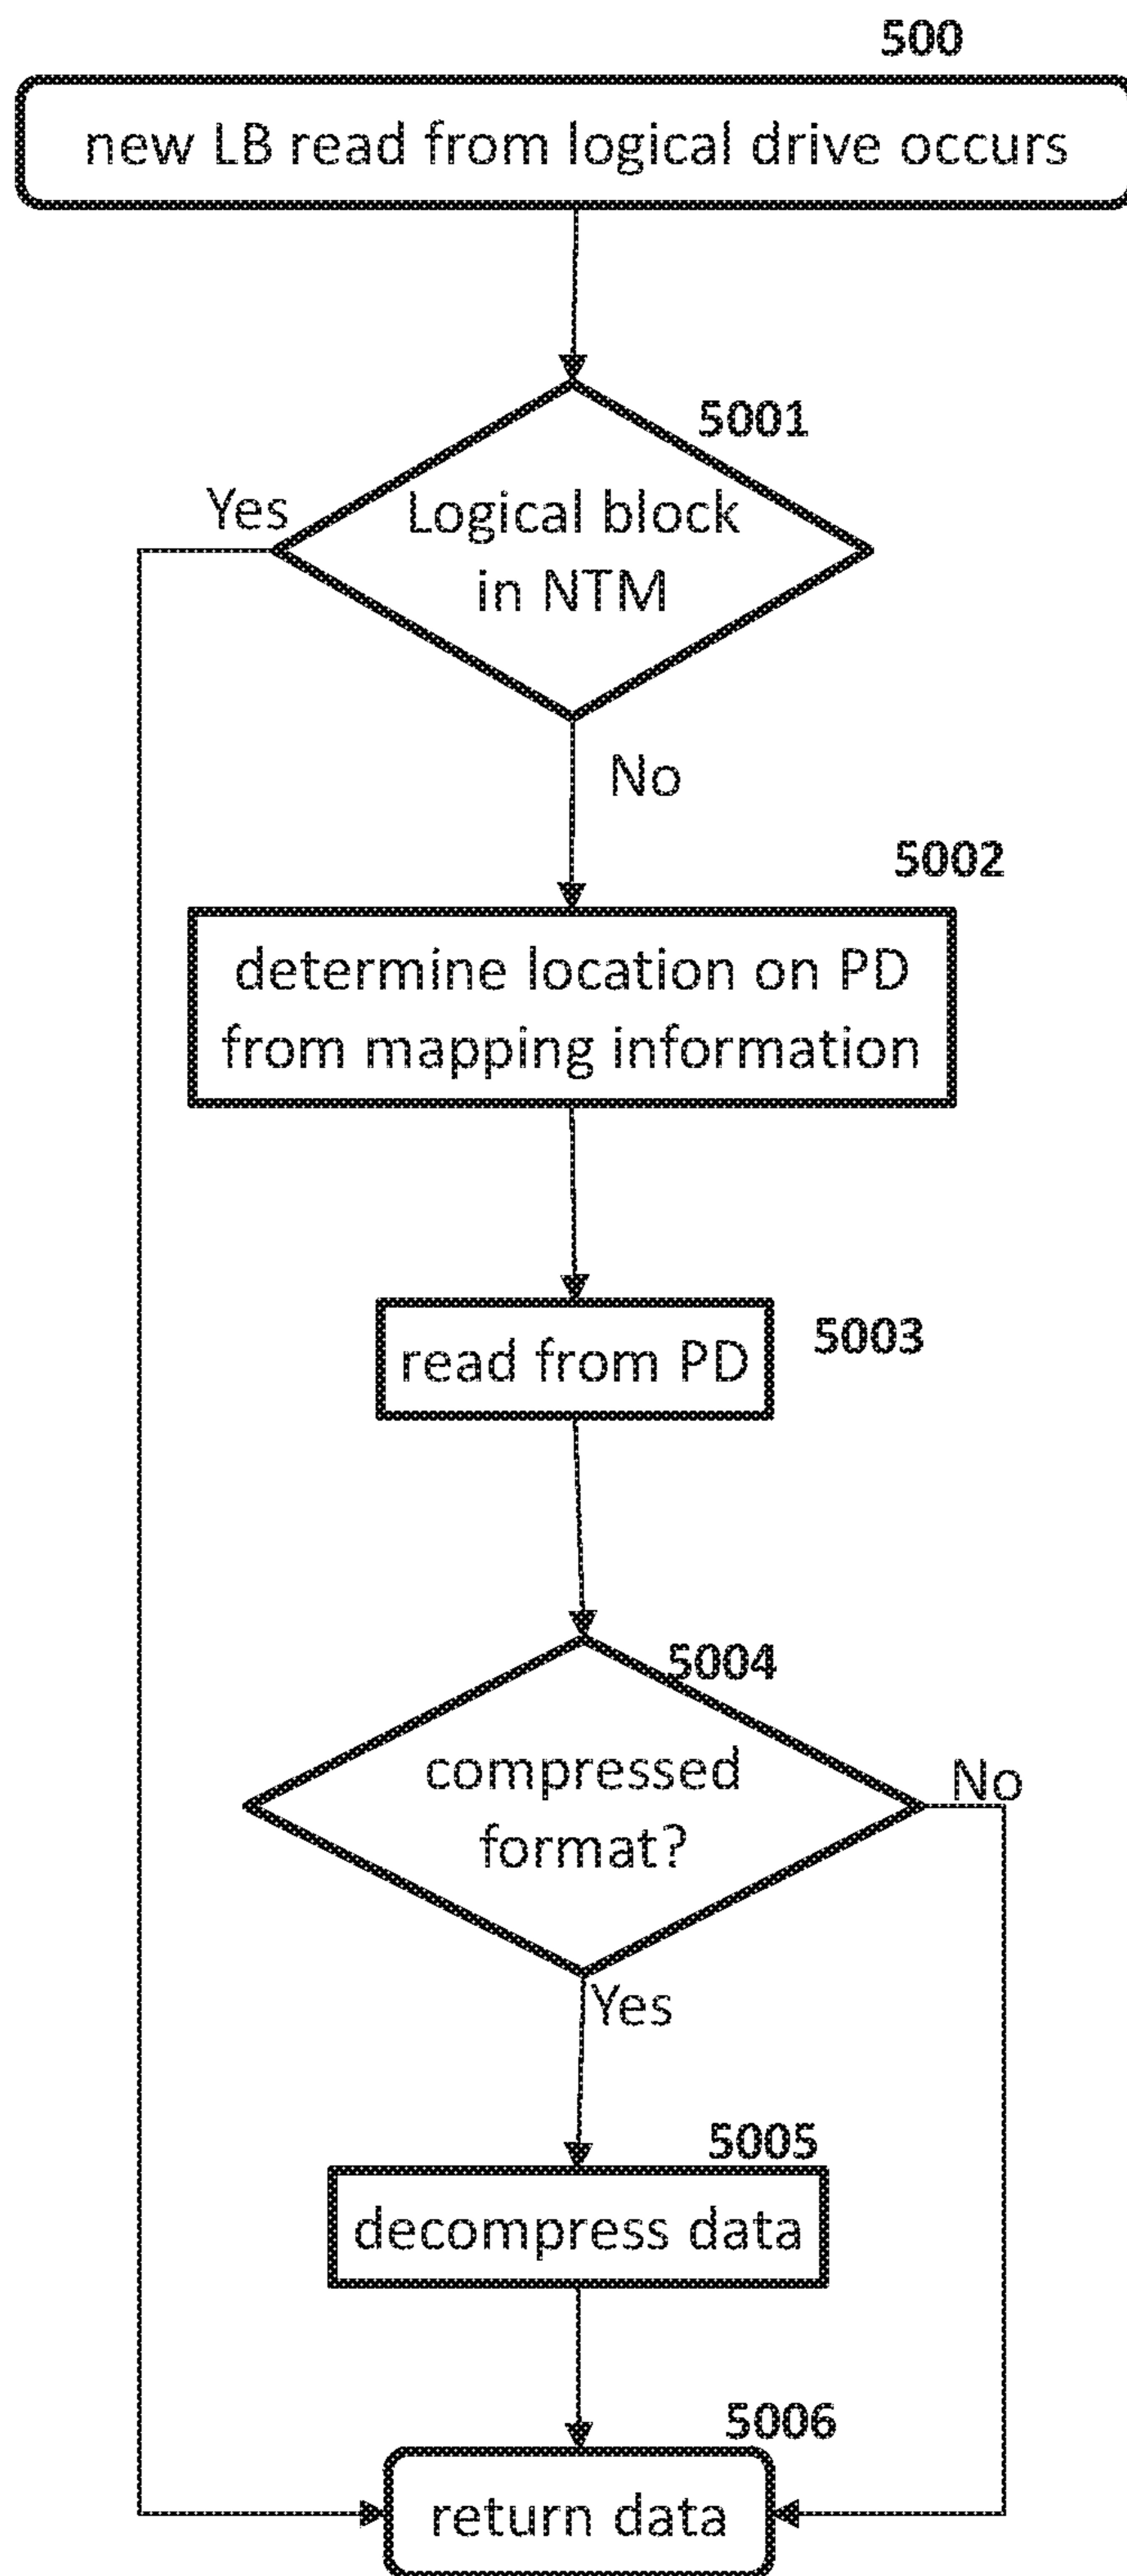 500
new LB read from logical drive occurs
5001
Yes
Logical block
in NTM
No
5002
determine location on PD
from mapping information
read from PD
5003
5004
compressed
format?
No
Yes
5005
decompress data
5006
return data